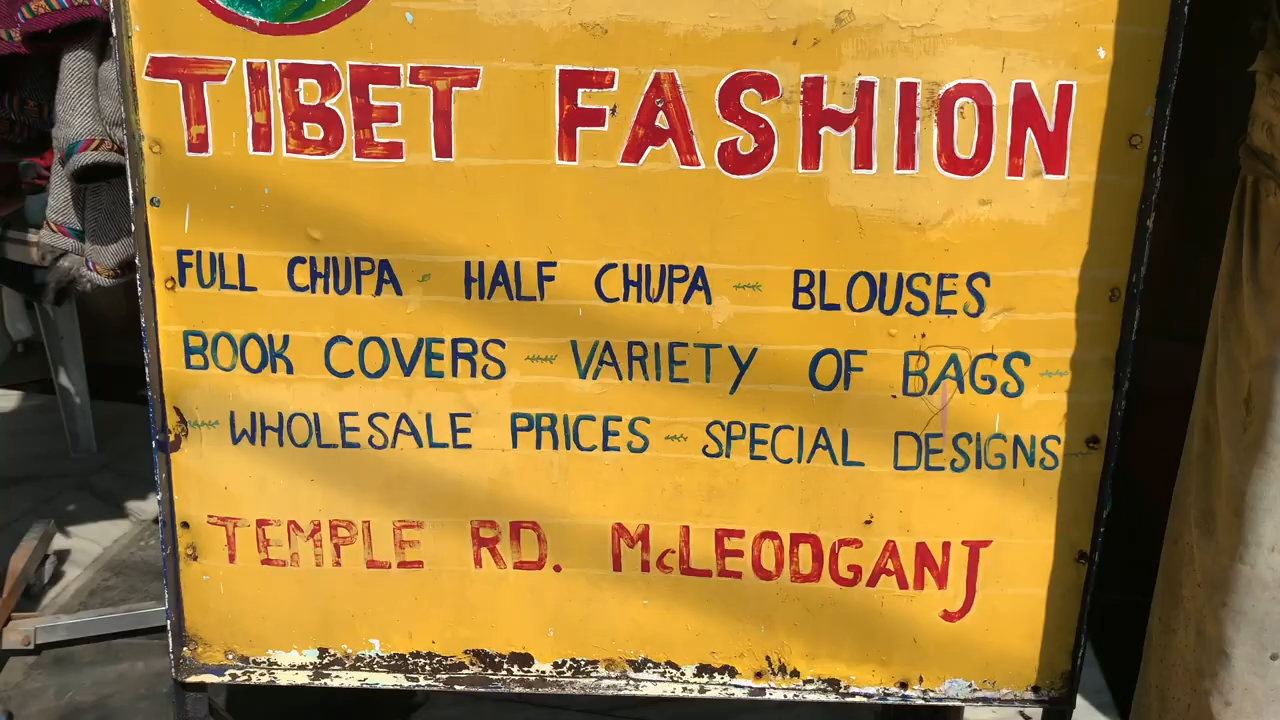 TIBET FASHION
FULL CHUPA - HALF CHUPA - BLOUSES
BOOK COVERS - VARIETY OF BAGS -
- WHOLESALE PRICES - SPECIAL DESIGNS
TEMPLE RD. McLEODGANJ